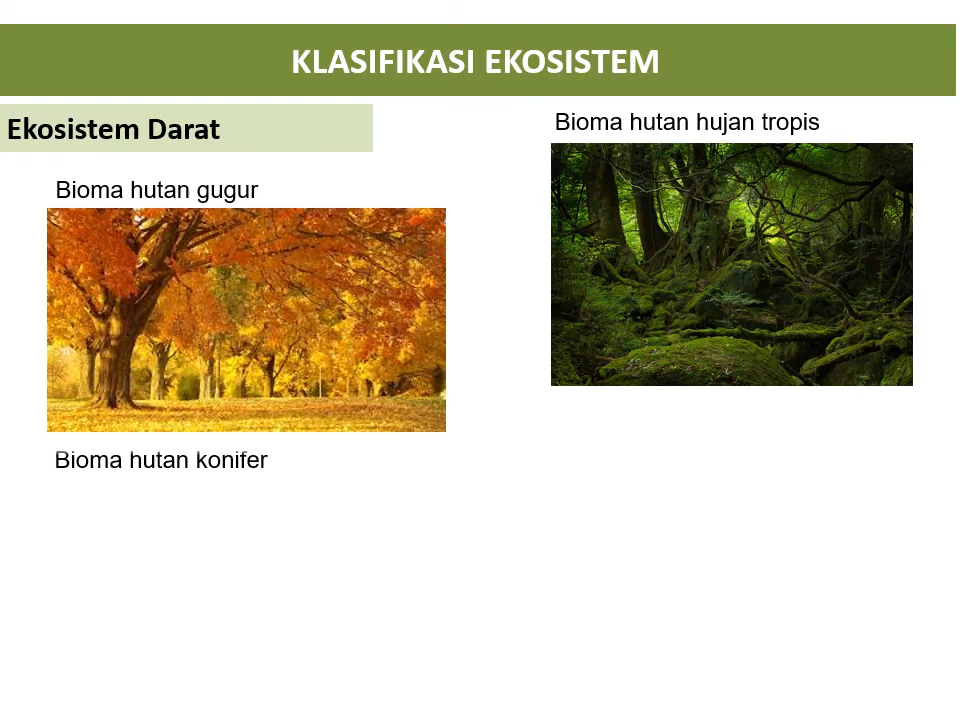 KLASIFIKASI EKOSISTEM
Ekosistem Darat
Bioma hutan gugur
Bioma hutan konifer
Bioma hutan hujan tropis